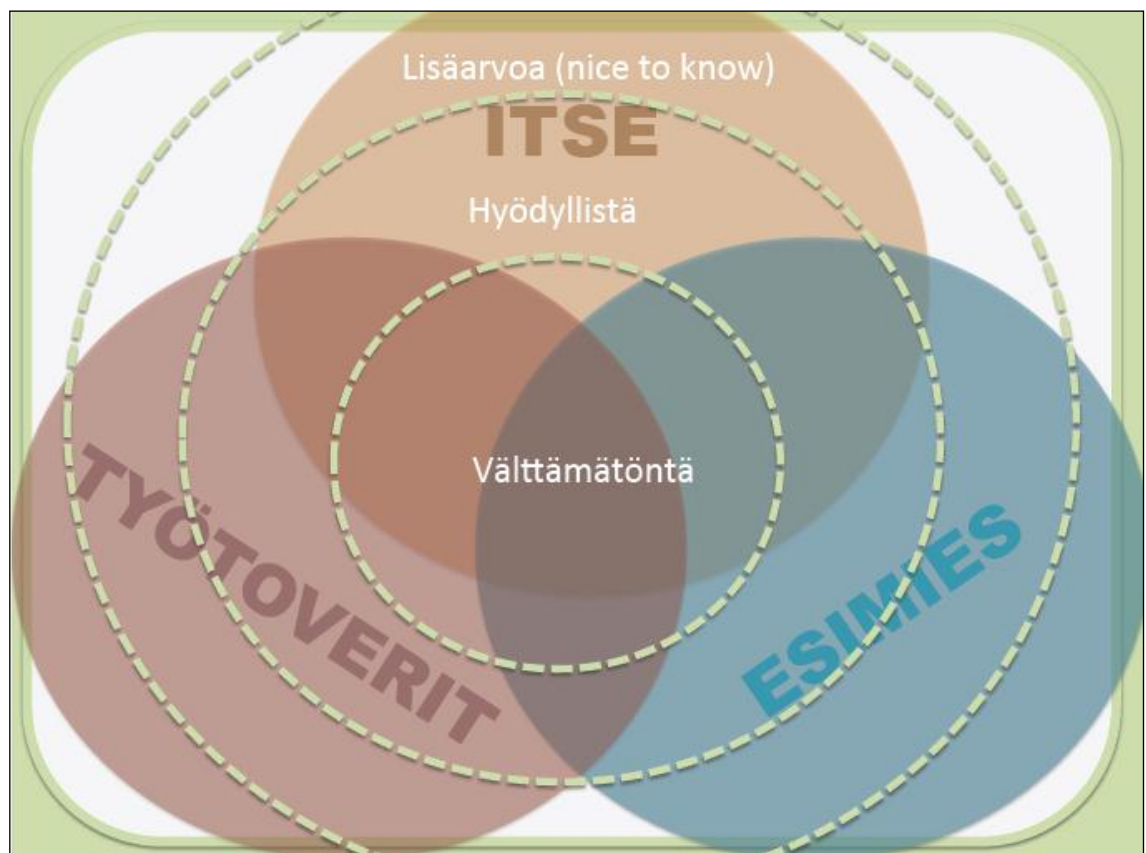 Lisäarvoa (nice to know)
ITSE
Hyödyllistä
Välttämätöntä
TYÖTOVERIT
ESIMIES